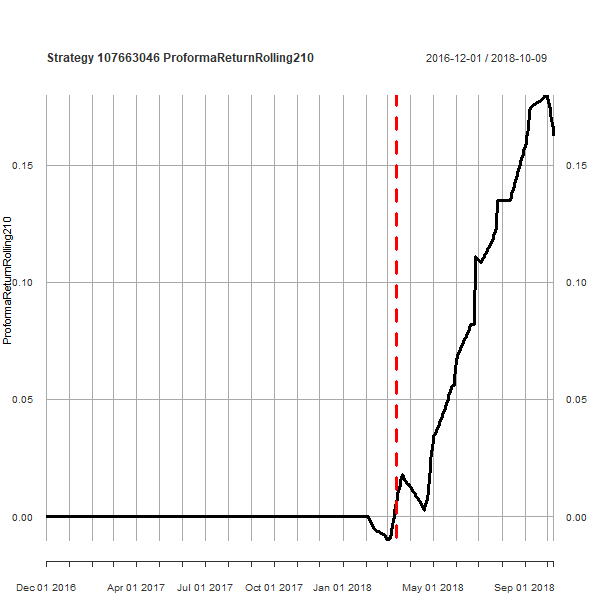 Strategy 107663046 ProformaReturnRolling210
2016-12-01 / 2018-10-09
ProformaReturnRolling210
0.15
0.15
0.10
0.10
0.05
0.05
0.00
0.00
Dec 01 2016
Apr 01 2017
Jul 01 2017
Oct 01 2017
Jan 01 2018
May 01 2018
Sep 01 2018